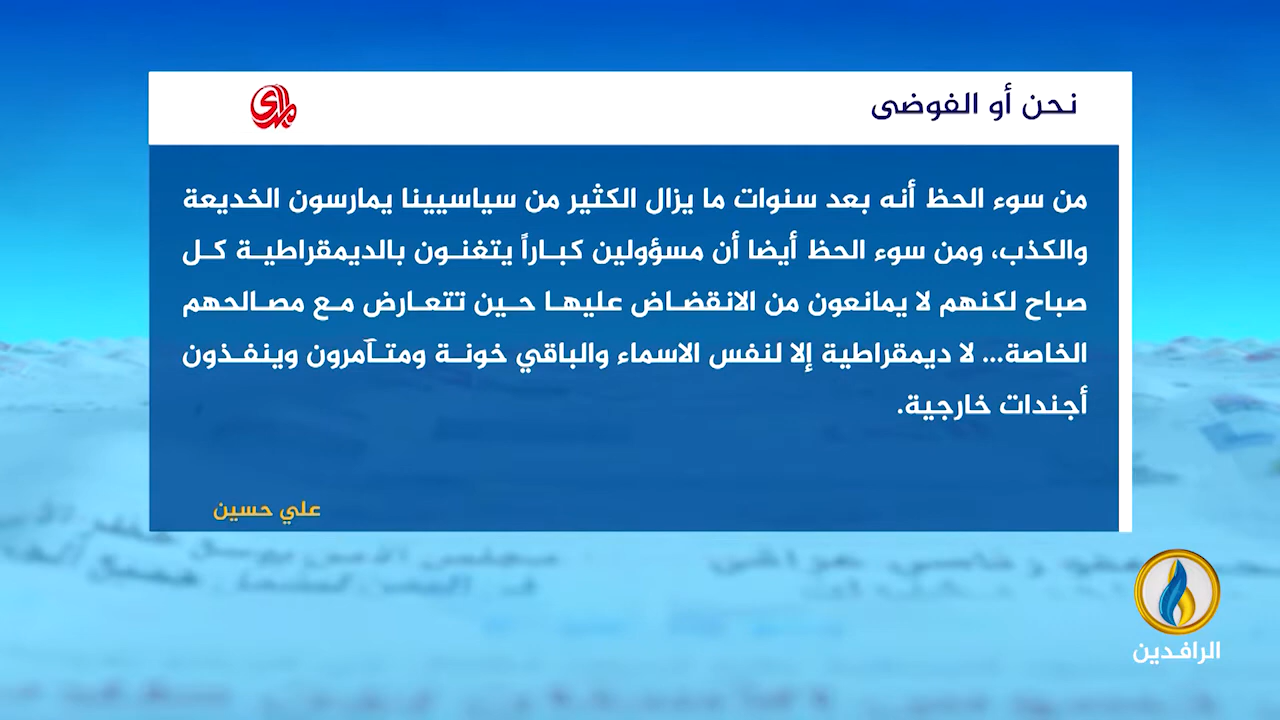 نحن أو الفوضى
المدى
من سوء الحظ أنه بعد سنوات ما يزال الكثير من سياسيينا يمارسون الخديعة
والكذب، ومن سوء الحظ أيضا أن مسؤولين كباراً يتغنون بالديمقراطية كل
صباح لكنهم لا يمانعون من الانقضاض عليها حين تتعارض مع مصالحهم
الخاصة... لا ديمقراطية إلا لنفس الاسماء والباقي خونة ومتآمرون وينفذون
أجندات خارجية.
علي حسين
الرافدين